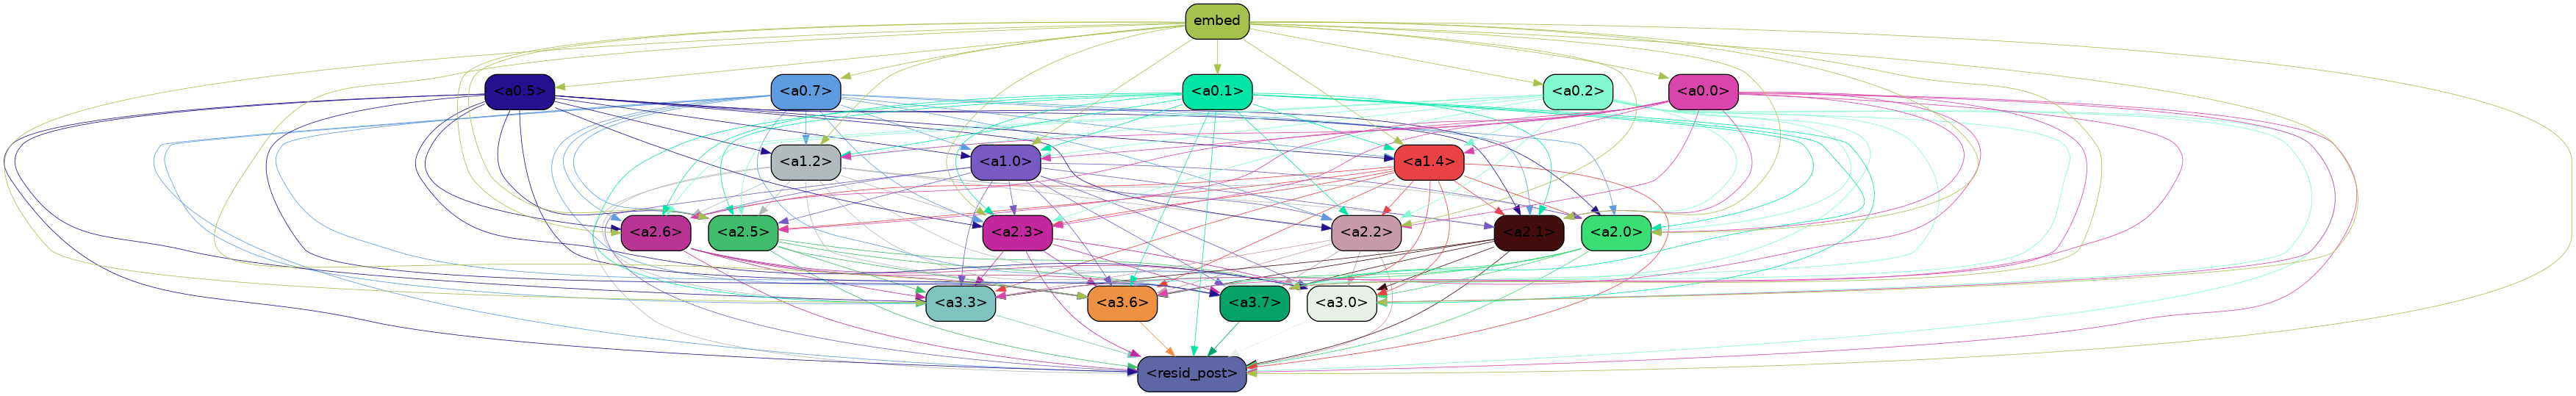 embed
<a0.5> <a0.7> <a0.1> <a0.2> <a0.0>
<a1.2> <a1.0> <a1.4>
<a2.6> <a2.5> <a2.3> <a2.2> <a2.1> <a2.0>
<a3.3> <a3.6> <a3.7> <a3.0>
<resid_post>